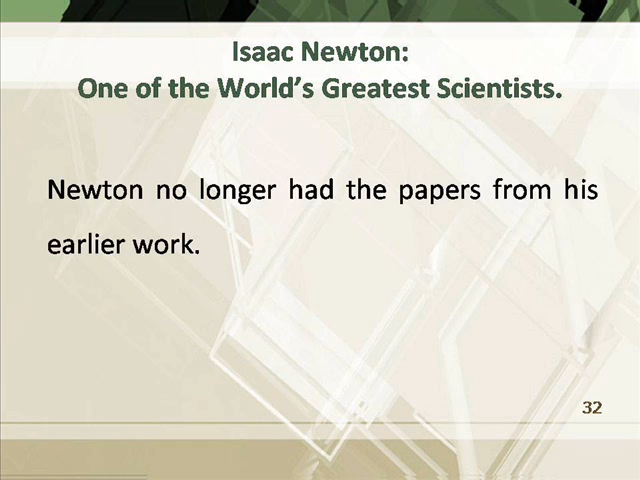 Isaac Newton:
One of the World’s Greatest Scientists.
Newton no longer had the papers from his
earlier work.
32